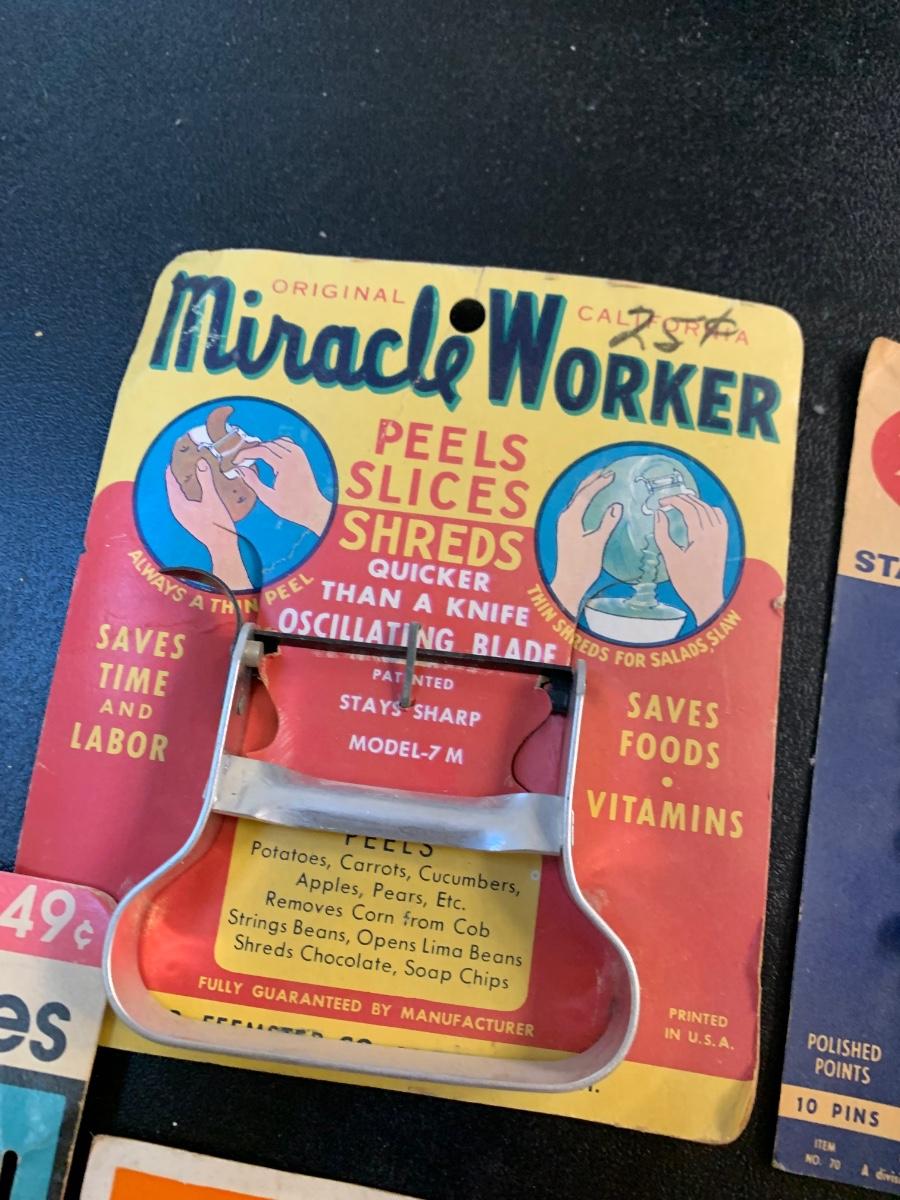 ORIGINAL CALIFORNIA
25¢
Miracle WORKER
PEELS
SLICES
SHREDS
QUICKER
THAN A KNIFE
OSCILLATING BLADE
PATENTED
STAYS SHARP
MODEL-7 M
ALWAYS A THIN PEEL
THIN SHREDS FOR SALADS, SLAW
SAVES
TIME
AND
LABOR
SAVES
FOODS
•
VITAMINS
PEELS
Potatoes, Carrots, Cucumbers,
Apples, Pears, Etc.
Removes Corn from Cob
Strings Beans, Opens Lima Beans
Shreds Chocolate, Soap Chips
FULLY GUARANTEED BY MANUFACTURER
PRINTED
IN U.S.A.
49¢
es
STA
POLISHED
POINTS
10 PINS
ITEM
NO. 70
A divis